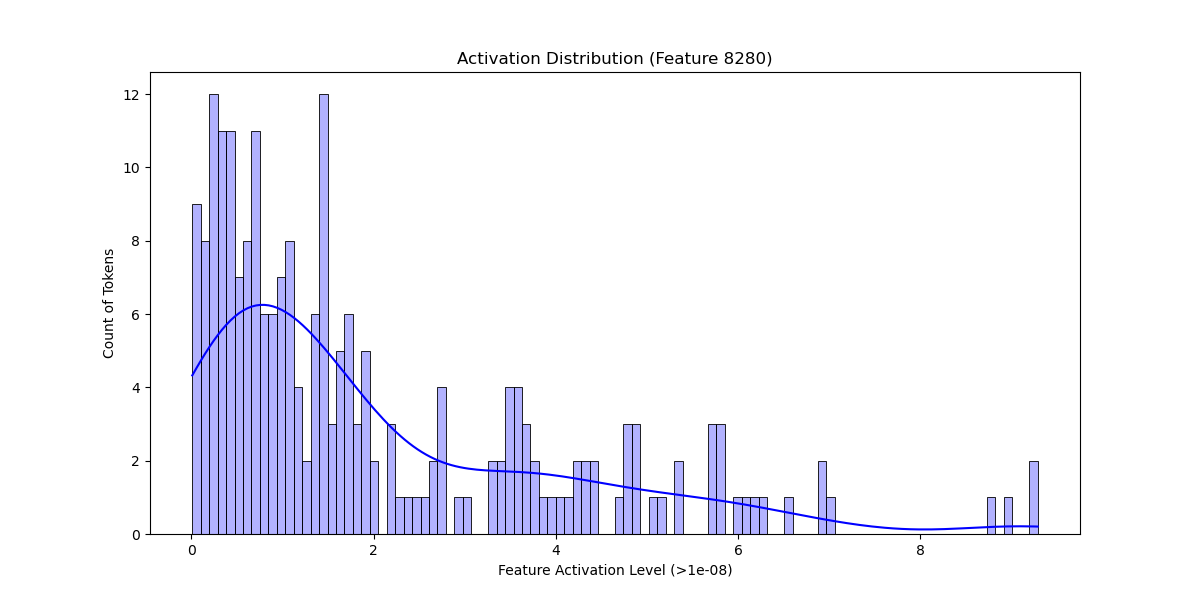 Activation Distribution (Feature 8280)
12
10
8
6
4
2
0
Count of Tokens
0 2 4 6 8
Feature Activation Level (>1e-08)